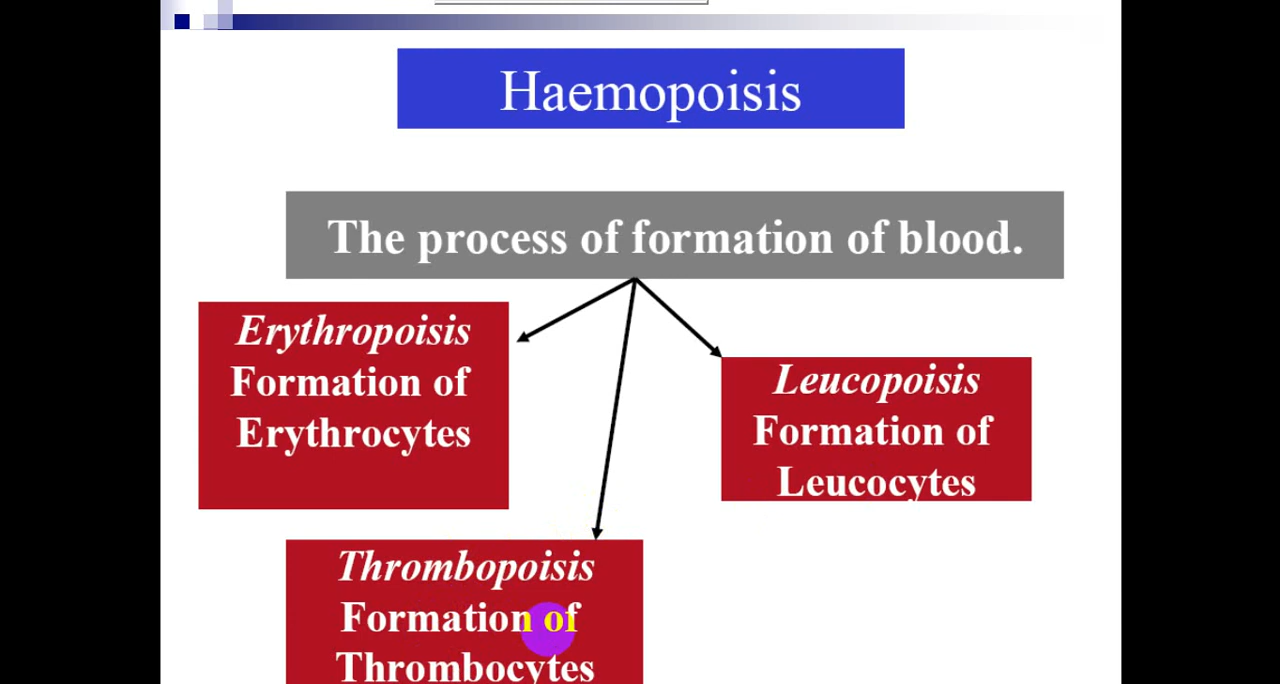 Haemopoisis
The process of formation of blood.
Erythropoisis
Formation of
Erythrocytes
Leucopoisis
Formation of
Leucocytes
Thrombopoisis
Formation of
Thrombocytes